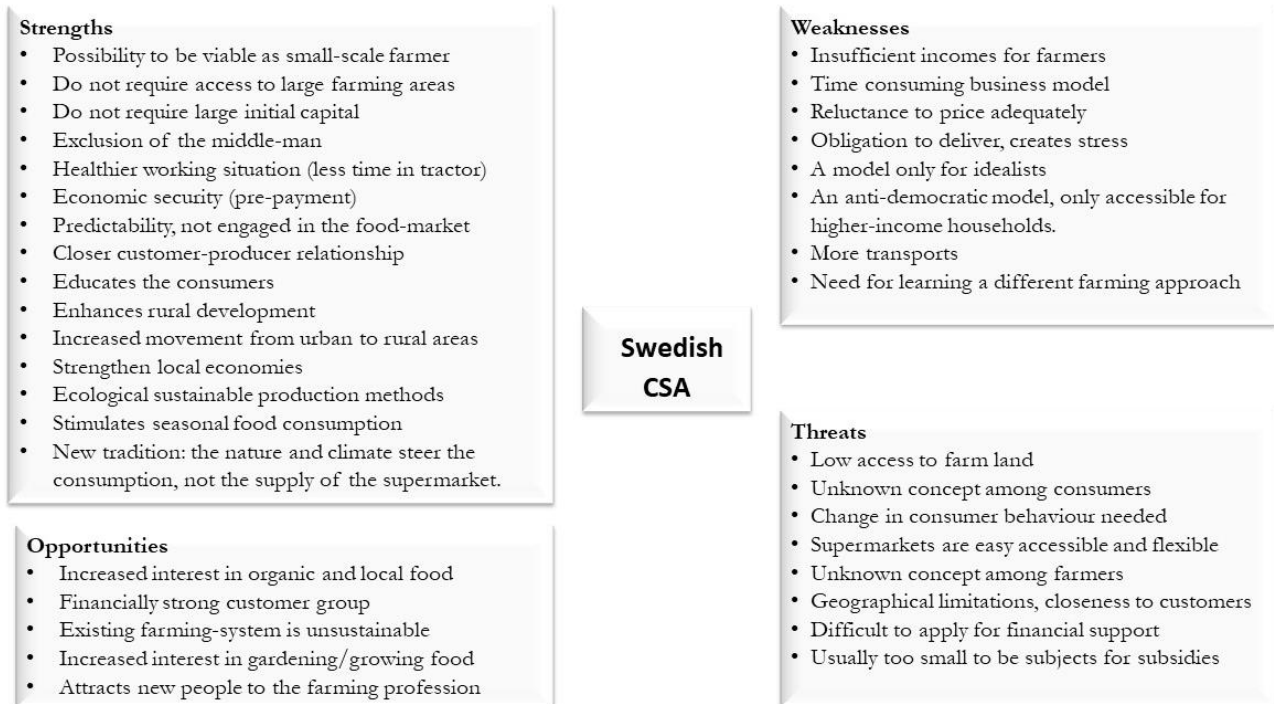 Strengths
• Possibility to be viable as small-scale farmer
• Do not require access to large farming areas
• Do not require large initial capital
• Exclusion of the middle-man
• Healthier working situation (less time in tractor)
• Economic security (pre-payment)
• Predictability, not engaged in the food-market
• Closer customer-producer relationship
• Educates the consumers
• Enhances rural development
• Increased movement from urban to rural areas
• Strengthen local economies
• Ecological sustainable production methods
• Stimulates seasonal food consumption
• New tradition: the nature and climate steer the
consumption, not the supply of the supermarket.
Opportunities
• Increased interest in organic and local food
• Financially strong customer group
• Existing farming-system is unsustainable
• Increased interest in gardening/growing food
• Attracts new people to the farming profession
Swedish
CSA
Weaknesses
• Insufficient incomes for farmers
• Time consuming business model
• Reluctance to price adequately
• Obligation to deliver, creates stress
• A model only for idealists
• An anti-democratic model, only accessible for
higher-income households.
• More transports
• Need for learning a different farming approach
Threats
• Low access to farm land
• Unknown concept among consumers
• Change in consumer behaviour needed
• Supermarkets are easy accessible and flexible
• Unknown concept among farmers
• Geographical limitations, closeness to customers
• Difficult to apply for financial support
• Usually too small to be subjects for subsidies